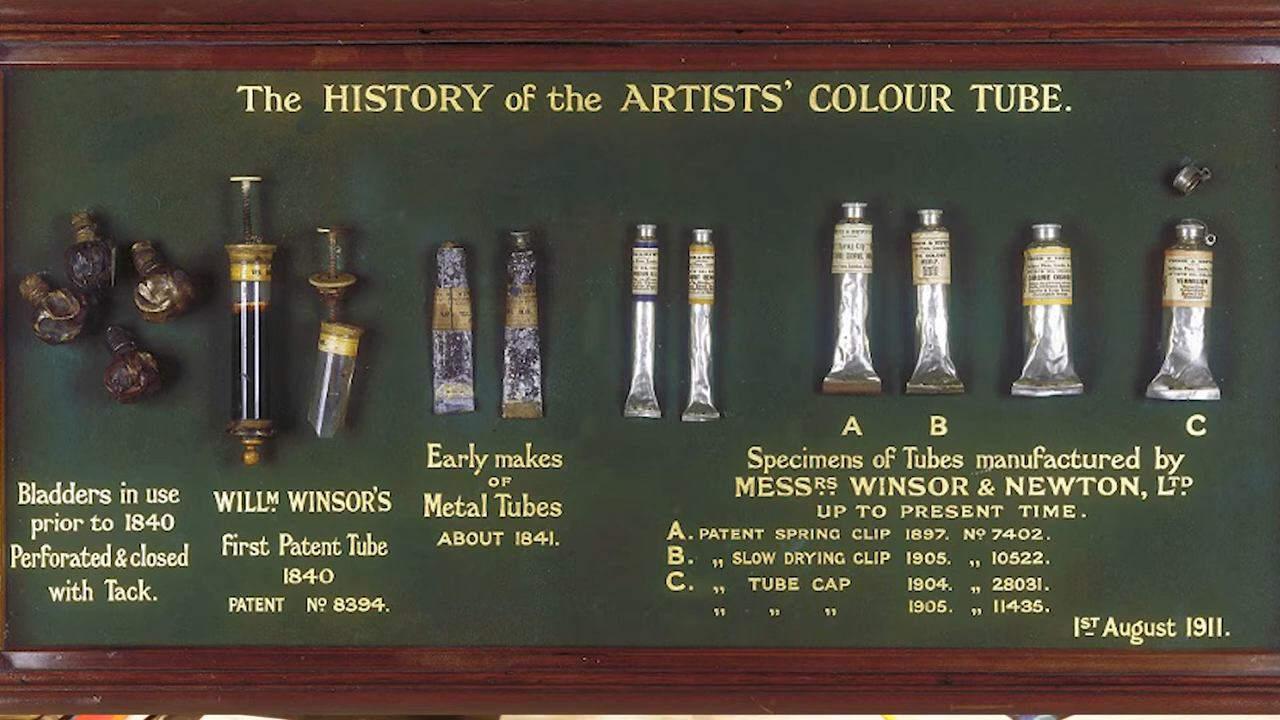 The HISTORY of the ARTISTS' COLOUR TUBE.
Bladders in use
prior to 1840
Perforated & closed
with Tack.
WILLM WINSOR'S
First Patent Tube
1840
PATENT No 8394.
Early makes
OF
Metal Tubes
ABOUT 1841.
A B C
Specimens of Tubes manufactured by
MESSRS WINSOR & NEWTON, LTD
UP TO PRESENT TIME.
A. PATENT SPRING CLIP 1897. No 7402.
B. „ SLOW DRYING CLIP 1905. „ 10522.
C. „ TUBE CAP 1904. „ 28031.
„ „ „ 1905. „ 11435.
1ST August 1911.